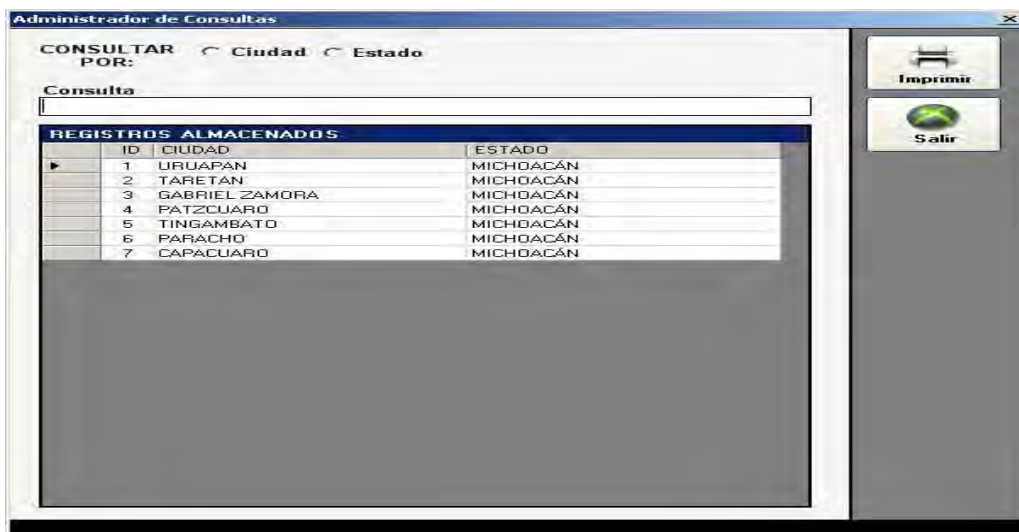 Administrador de Consultas
CONSULTAR POR:
Ciudad Estado
Consulta
REGISTROS ALMACENADOS
ID CIUDAD ESTADO
1 URUAPAN MICHOACÁN
2 TARETAN MICHOACÁN
3 GABRIEL ZAMORA MICHOACÁN
4 PATZCUARO MICHOACÁN
5 TINGAMBATO MICHOACÁN
6 PARACHO MICHOACÁN
7 CAPACUARO MICHOACÁN
Imprimir
Salir